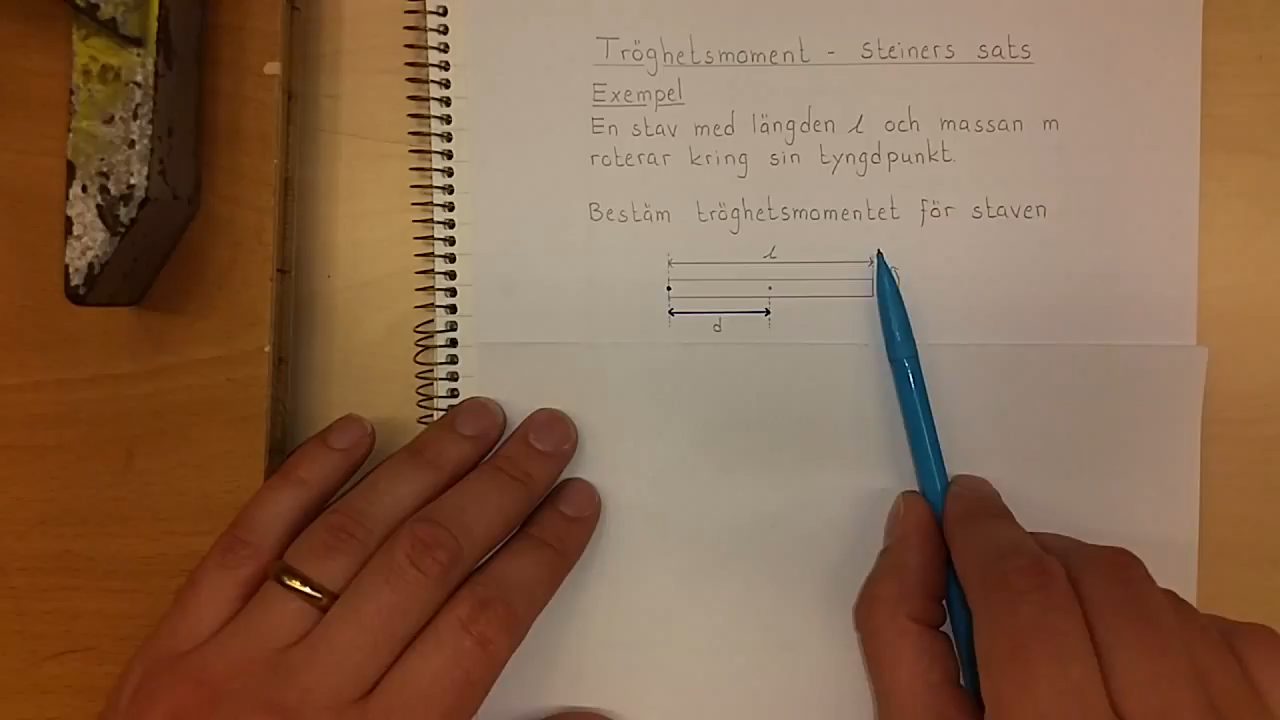 Tröghetsmoment - Steiners sats
Exempel
En stav med längden l och massan m
roterar kring sin tyngdpunkt.
Bestäm tröghetsmomentet för staven
l
d